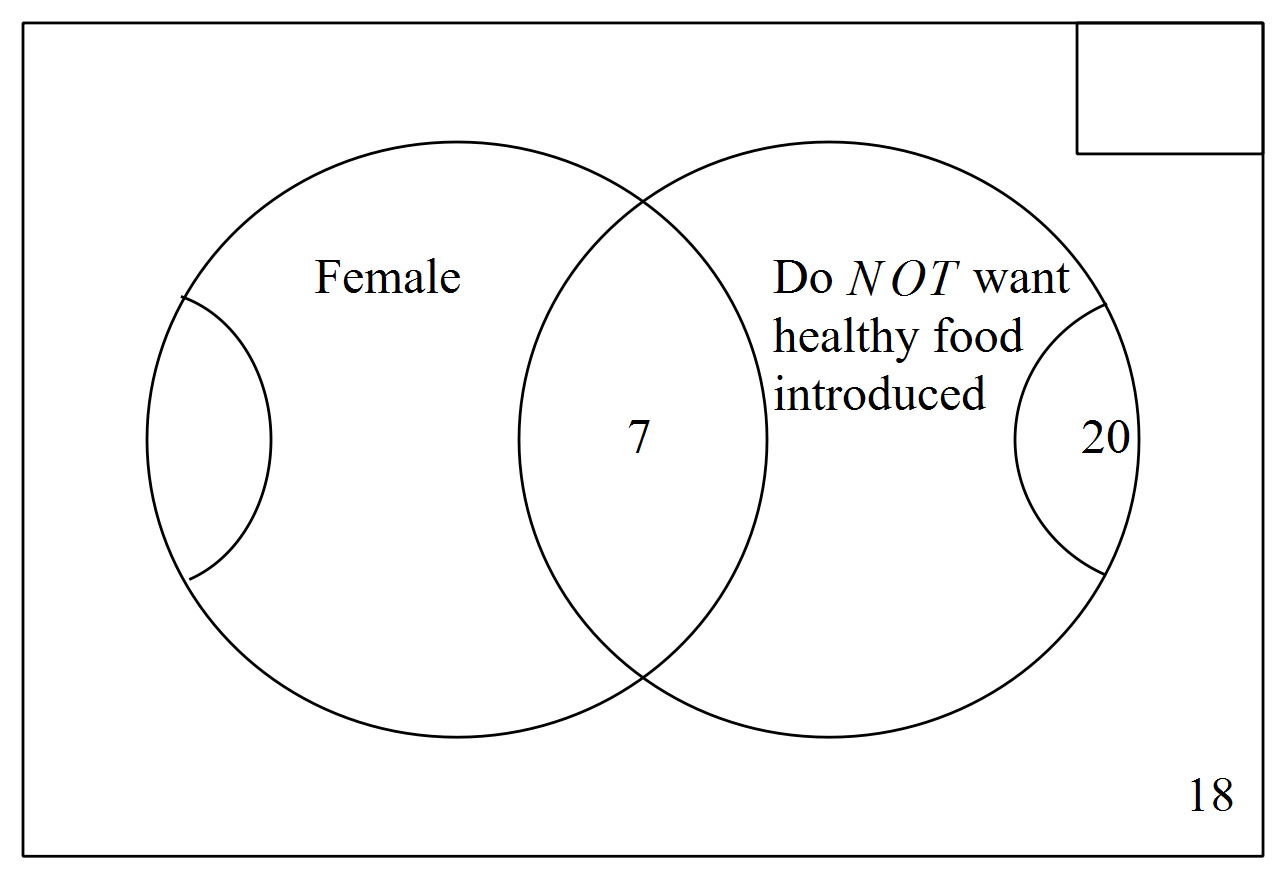 Female
Do NOT want
healthy food
introduced
7
20
18